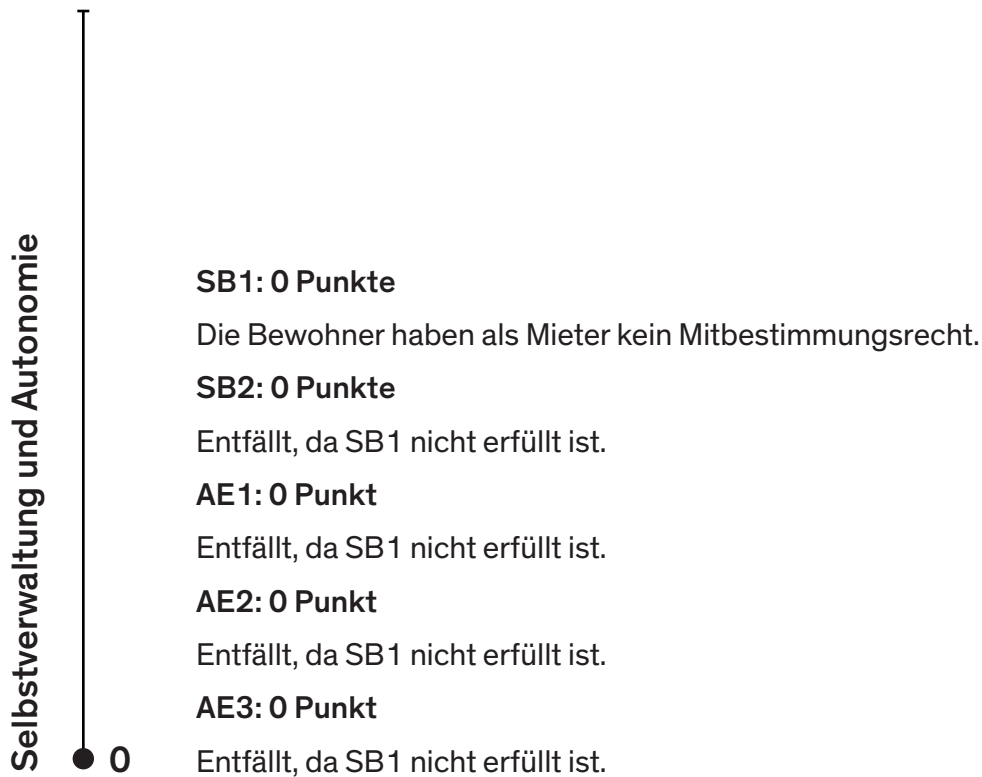 Selbstverwaltung und Autonomie
SB1: 0 Punkte
Die Bewohner haben als Mieter kein Mitbestimmungsrecht.
SB2: 0 Punkte
Entfällt, da SB1 nicht erfüllt ist.
AE1: 0 Punkt
Entfällt, da SB1 nicht erfüllt ist.
AE2: 0 Punkt
Entfällt, da SB1 nicht erfüllt ist.
AE3: 0 Punkt
0
Entfällt, da SB1 nicht erfüllt ist.